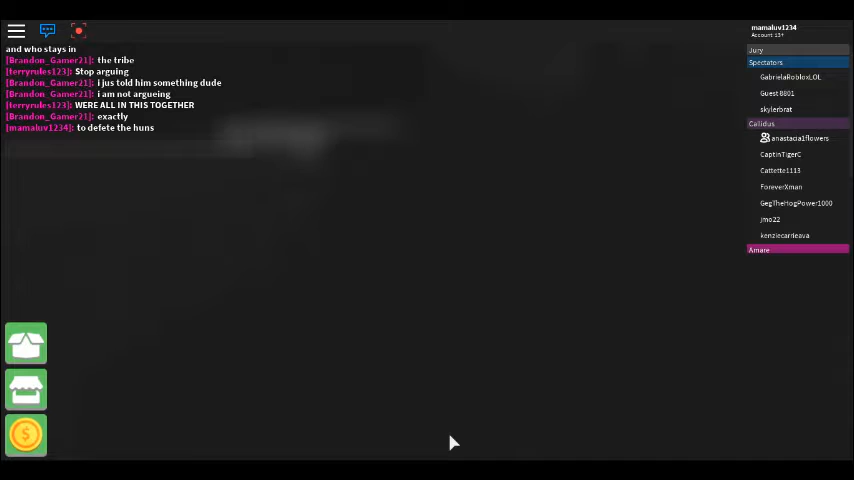 mamaluv1234
Account: 13+
and who stays in
[Brandon_Gamer21]: the tribe
[terryrules123]: Stop arguing
[Brandon_Gamer21]: i jus told him something dude
[Brandon_Gamer21]: i am not argueing
[terryrules123]: WERE ALL IN THIS TOGETHER
[Brandon_Gamer21]: exactly
[mamaluv1234]: to defete the huns
Jury
Spectators
GabrielaRobloxLOL
Guest 8801
skylerbrat
Callidus
anastacia1flowers
CaptinTigerC
Cattette1113
ForeverXman
GegTheHogPower1000
jmo22
kenziecarrieava
Amare